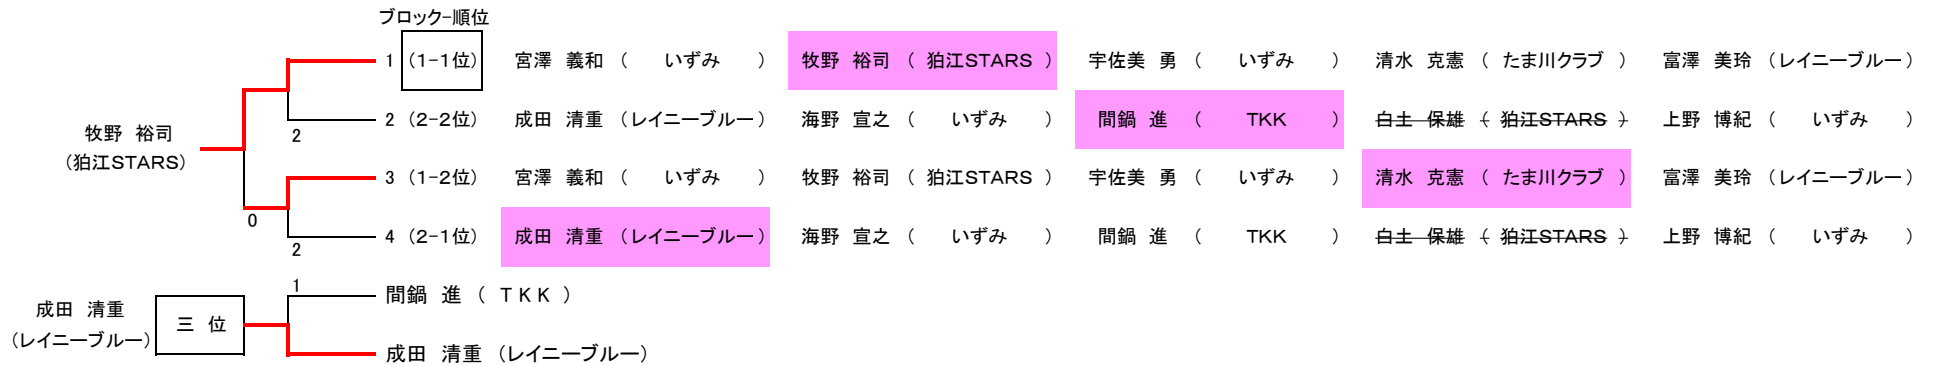 ブロック-順位
1 (1-1位) 宮澤 義和 ( いずみ ) 牧野 裕司 ( 狛江STARS ) 宇佐美 勇 ( いずみ ) 清水 克憲 ( たま川クラブ ) 富澤 美玲 (レイニーブルー)
2 (2-2位) 成田 清重 (レイニーブルー) 海野 宣之 ( いずみ ) 間鍋 進 ( TKK ) 白土 保雄 ( 狛江STARS ) 上野 博紀 ( いずみ )
2
牧野 裕司
(狛江STARS)
3 (1-2位) 宮澤 義和 ( いずみ ) 牧野 裕司 ( 狛江STARS ) 宇佐美 勇 ( いずみ ) 清水 克憲 ( たま川クラブ ) 富澤 美玲 (レイニーブルー)
0
4 (2-1位) 成田 清重 (レイニーブルー) 海野 宣之 ( いずみ ) 間鍋 進 ( TKK ) 白土 保雄 ( 狛江STARS ) 上野 博紀 ( いずみ )
2
1
間鍋 進 ( TKK )
成田 清重
(レイニーブルー)
三 位
成田 清重 (レイニーブルー)